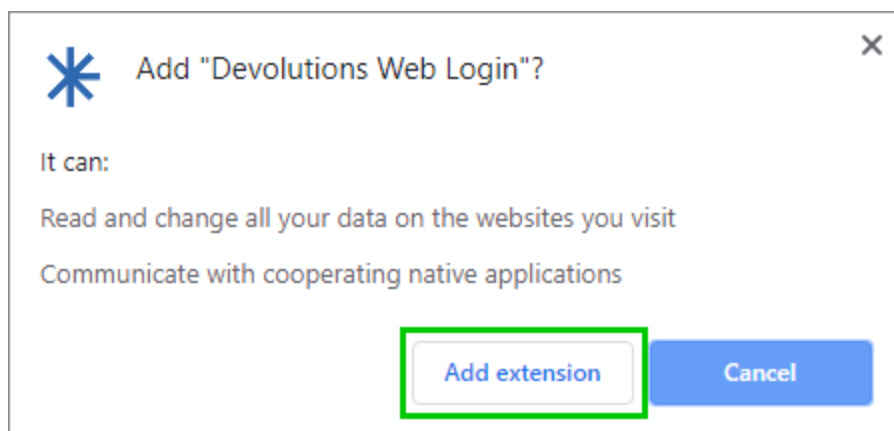 Add "Devolutions Web Login"?
It can:
Read and change all your data on the websites you visit
Communicate with cooperating native applications
Add extension
Cancel